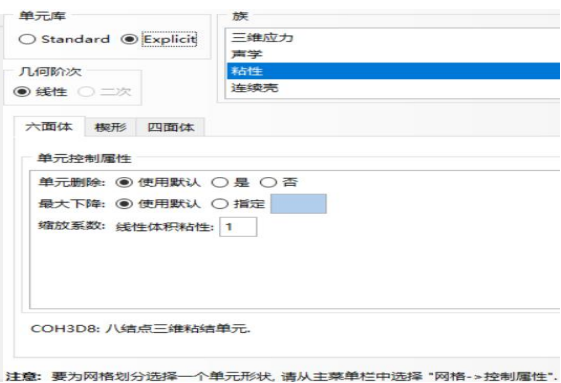 单元库
Standard Explicit
族
三维应力
声学
粘性
连续壳
几何阶次
线性 二次
六面体 楔形 四面体
单元控制属性
单元删除: 使用默认 是 否
最大下降: 使用默认 指定
缩放系数: 线性体积粘性: 1
COH3D8: 八结点三维粘结单元.
注意: 要为网格划分选择一个单元形状, 请从主菜单栏中选择 "网格->控制属性".